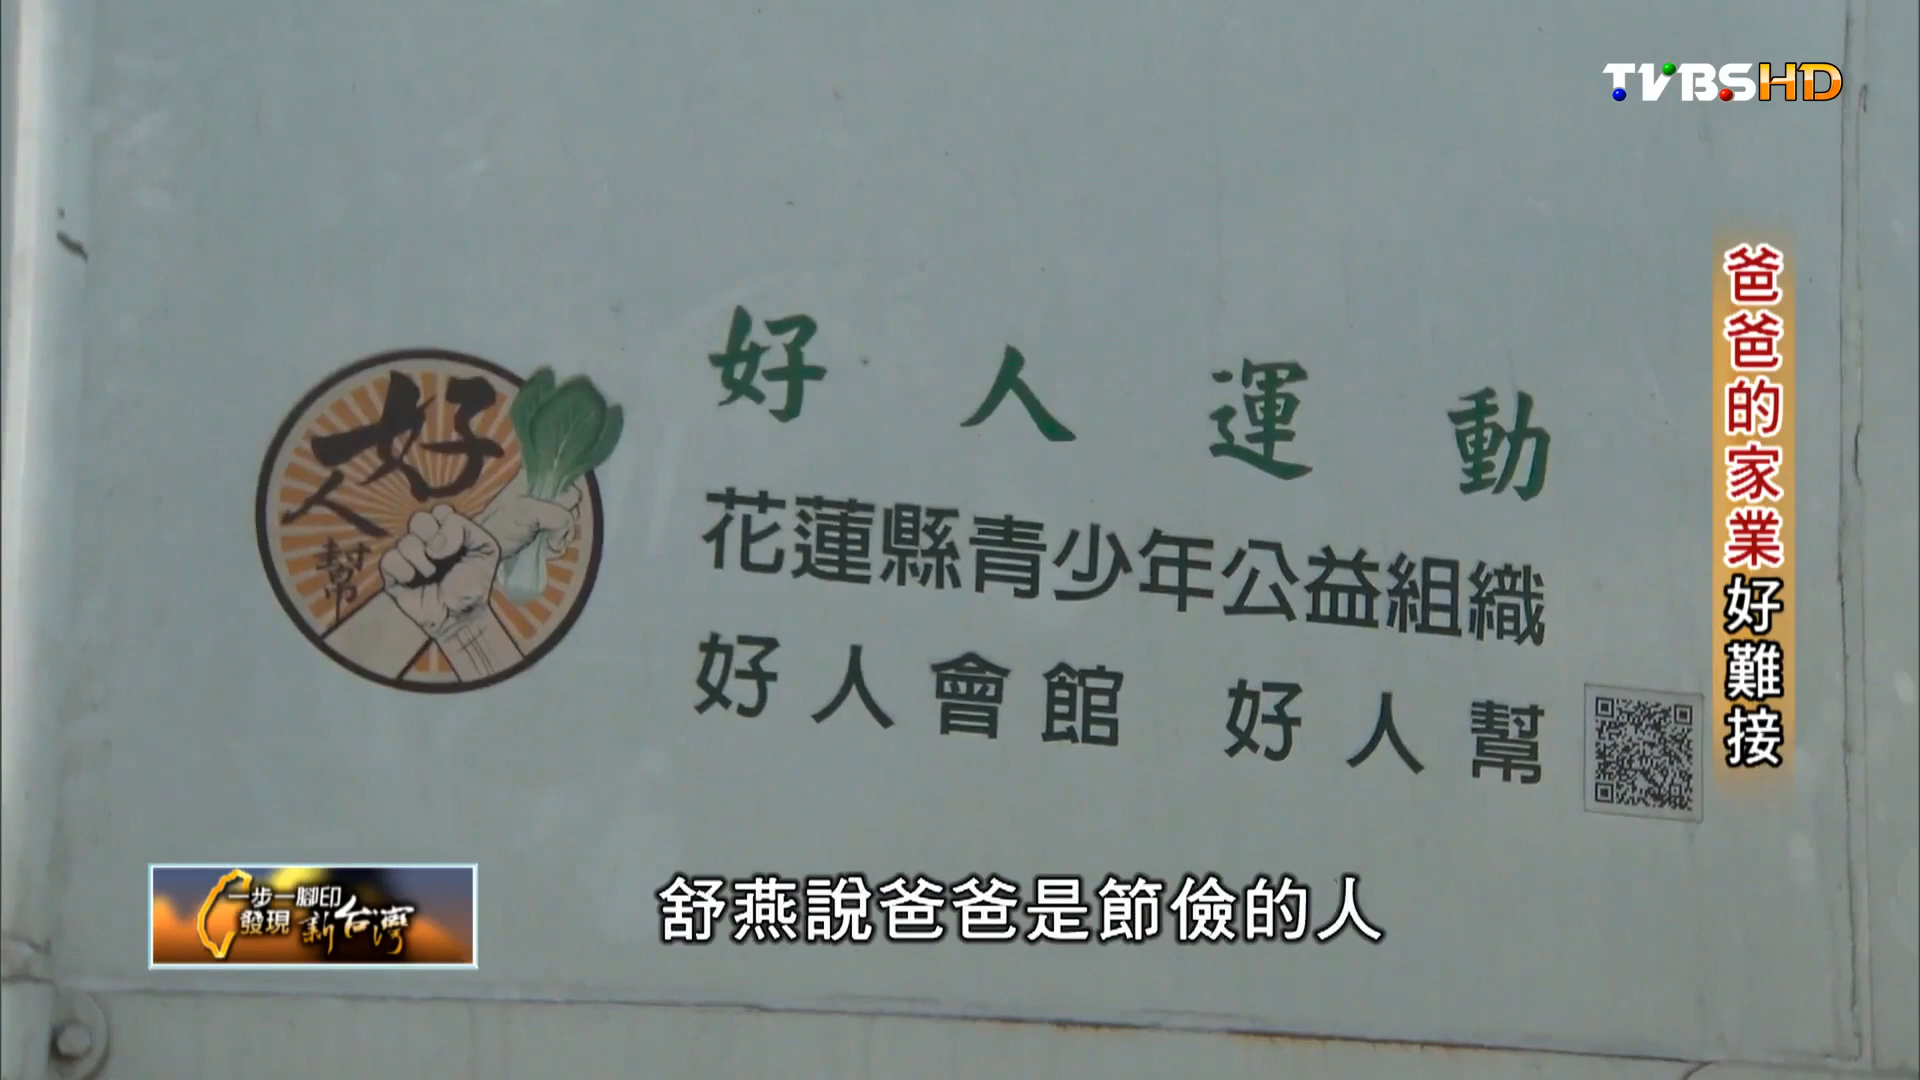 TVBSHD
爸爸的家業好難接
好人幫
好人運動
花蓮縣青少年公益組織
好人會館 好人幫
一步一腳印
發現新台灣
舒燕說爸爸是節儉的人